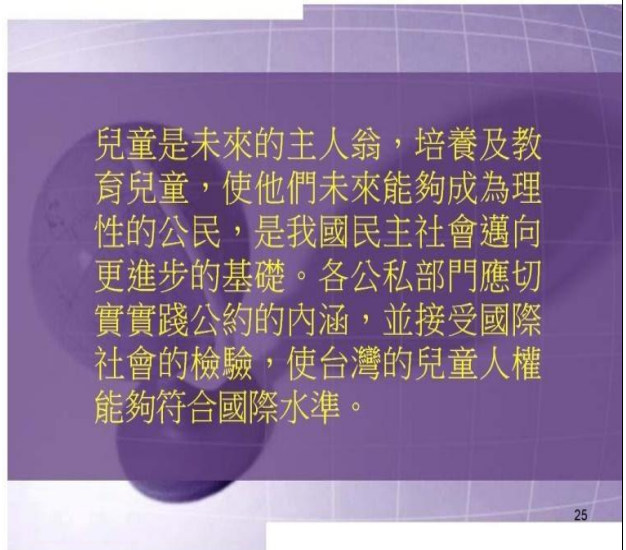 兒童是未來的主人翁，培養及教
育兒童，使他們未來能夠成為理
性的公民，是我國民主社會邁向
更進步的基礎。各公私部門應切
實實踐公約的內涵，並接受國際
社會的檢驗，使台灣的兒童人權
能夠符合國際水準。
25